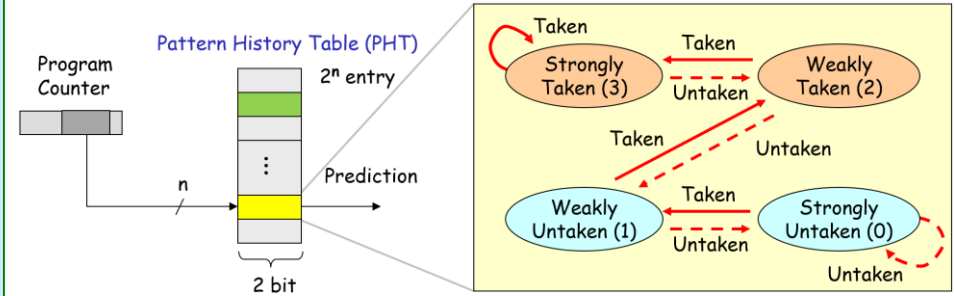 Program
Counter
n
Pattern History Table (PHT)
2ⁿ entry
⋮
Prediction
2 bit
Taken
Strongly
Taken (3)
Taken
Untaken
Weakly
Taken (2)
Taken
Untaken
Weakly
Untaken (1)
Taken
Untaken
Strongly
Untaken (0)
Untaken